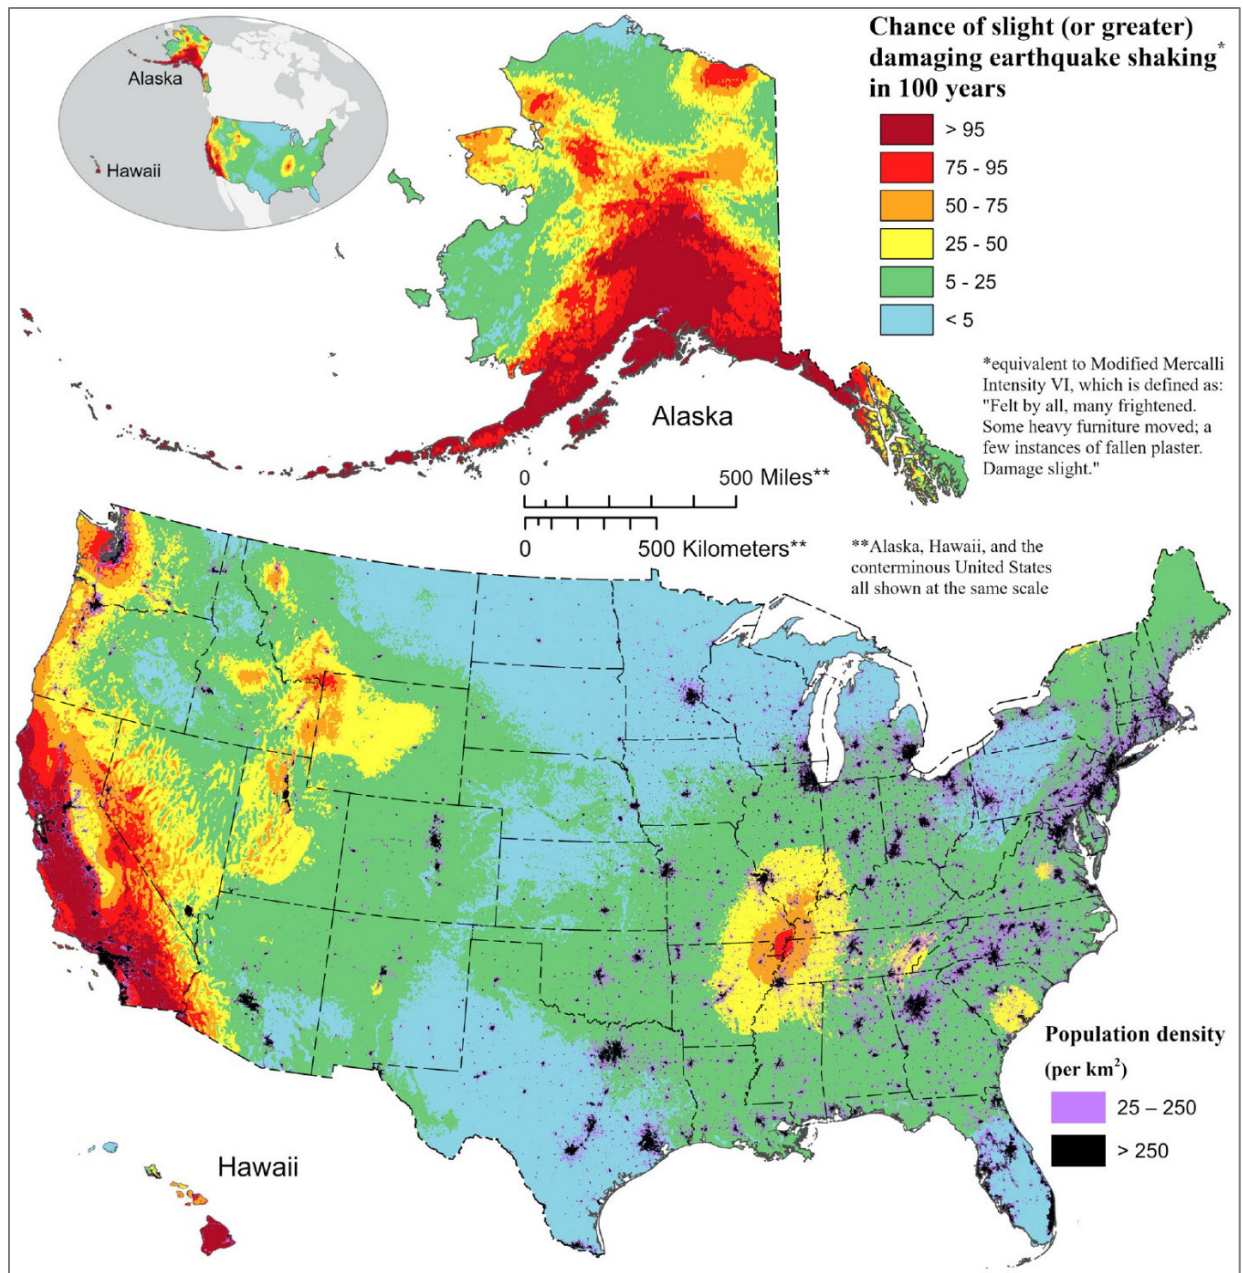 Chance of slight (or greater)
damaging earthquake shaking*
in 100 years
> 95
75 - 95
50 - 75
25 - 50
5 - 25
< 5
*equivalent to Modified Mercalli
Intensity VI, which is defined as:
"Felt by all, many frightened.
Some heavy furniture moved; a
few instances of fallen plaster.
Damage slight."
Alaska
Hawaii
Alaska
0 500 Miles**
0 500 Kilometers**
**Alaska, Hawaii, and the
conterminous United States
all shown at the same scale
Population density
(per km²)
25 – 250
> 250
Hawaii